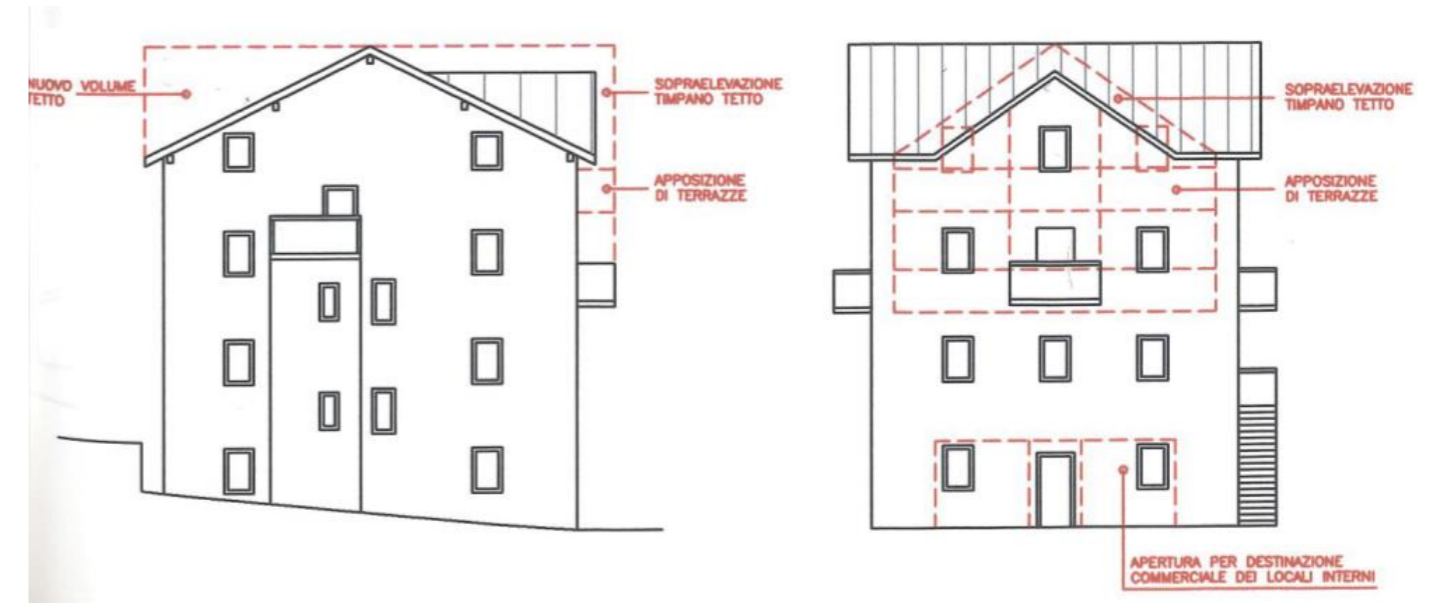 NUOVO VOLUME
TETTO
SOPRAELEVAZIONE
TIMPANO TETTO
APPOSIZIONE
DI TERRAZZE
SOPRAELEVAZIONE
TIMPANO TETTO
APPOSIZIONE
DI TERRAZZE
APERTURA PER DESTINAZIONE
COMMERCIALE DEI LOCALI INTERNI